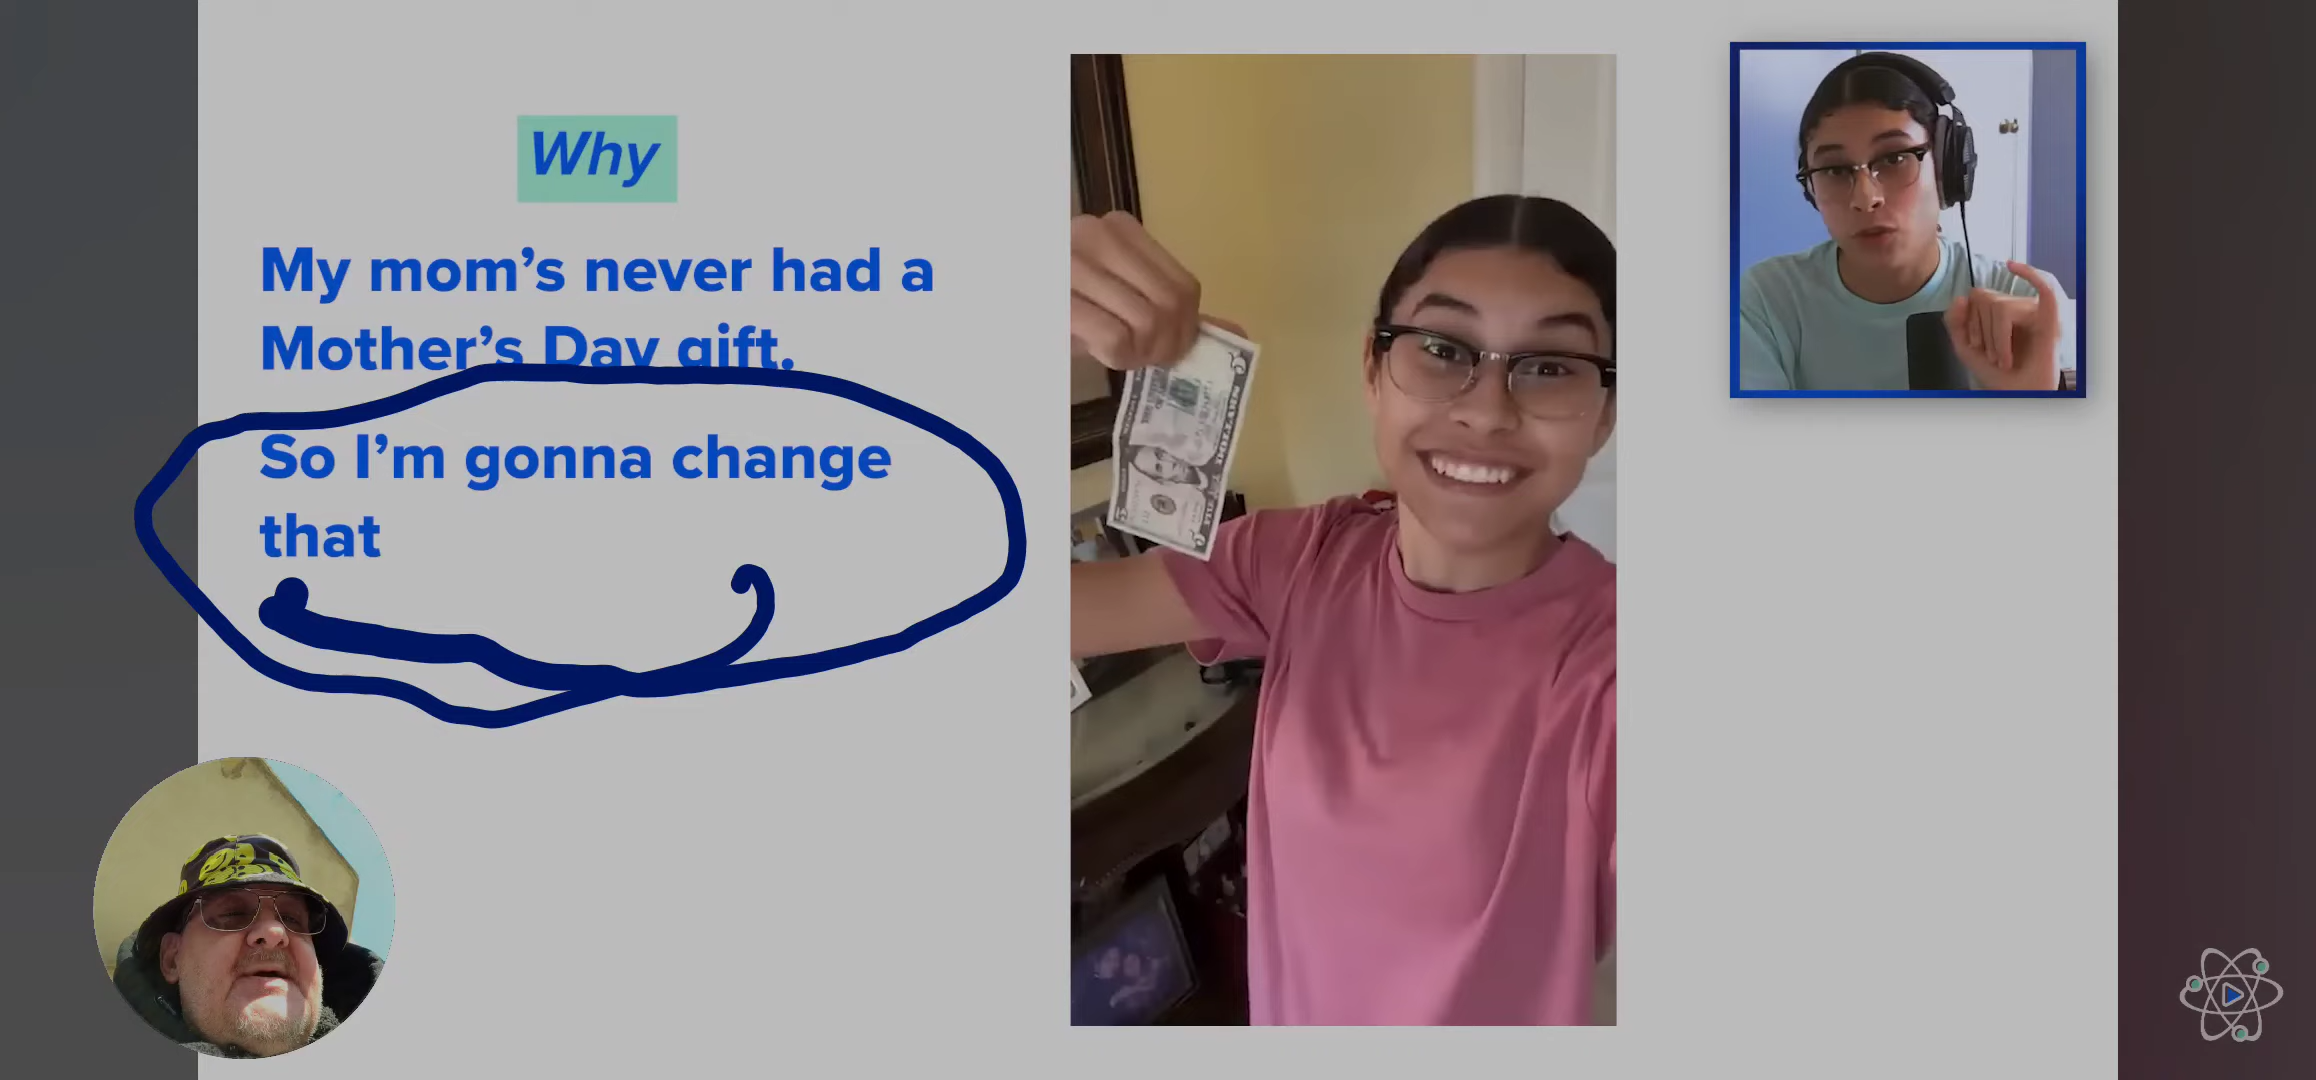 Why
My mom’s never had a
Mother’s Day gift.
So I’m gonna change
that